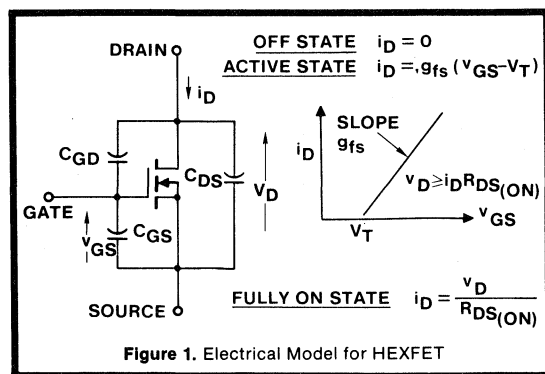 DRAIN
OFF STATE iD = 0
ACTIVE STATE iD =, gfs (vGS-VT)
iD
CGD
CDS
VD
GATE
vGS
CGS
SOURCE
iD
SLOPE
gfs
vD ≥ iD RDS(ON)
vGS
VT
FULLY ON STATE iD = vD / RDS(ON)
Figure 1. Electrical Model for HEXFET